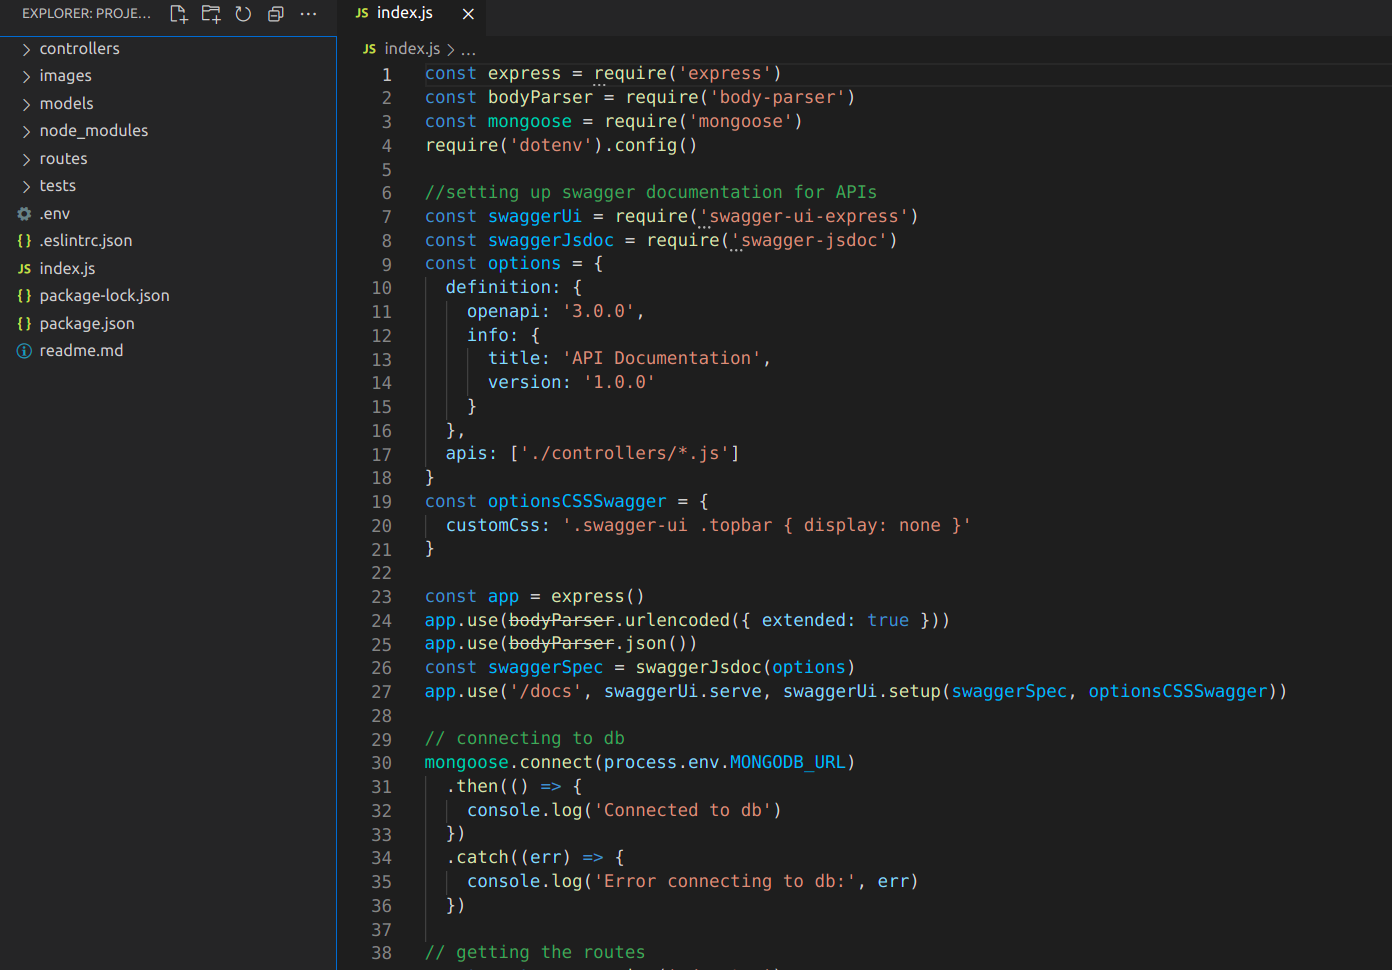 EXPLORER: PROJE...
controllers
images
models
node_modules
routes
tests
.env
{} .eslintrc.json
JS index.js
{} package-lock.json
{} package.json
readme.md
JS index.js
JS index.js > ...
1 const express = require('express')
2 const bodyParser = require('body-parser')
3 const mongoose = require('mongoose')
4 require('dotenv').config()
5
6 //setting up swagger documentation for APIs
7 const swaggerUi = require('swagger-ui-express')
8 const swaggerJsdoc = require('swagger-jsdoc')
9 const options = {
10   definition: {
11     openapi: '3.0.0',
12     info: {
13       title: 'API Documentation',
14       version: '1.0.0'
15     }
16   },
17   apis: ['./controllers/*.js']
18 }
19 const optionsCSSSwagger = {
20   customCss: '.swagger-ui .topbar { display: none }'
21 }
22
23 const app = express()
24 app.use(bodyParser.urlencoded({ extended: true }))
25 app.use(bodyParser.json())
26 const swaggerSpec = swaggerJsdoc(options)
27 app.use('/docs', swaggerUi.serve, swaggerUi.setup(swaggerSpec, optionsCSSSwagger))
28
29 // connecting to db
30 mongoose.connect(process.env.MONGODB_URL)
31   .then(() => {
32     console.log('Connected to db')
33   })
34   .catch((err) => {
35     console.log('Error connecting to db:', err)
36   })
37
38 // getting the routes